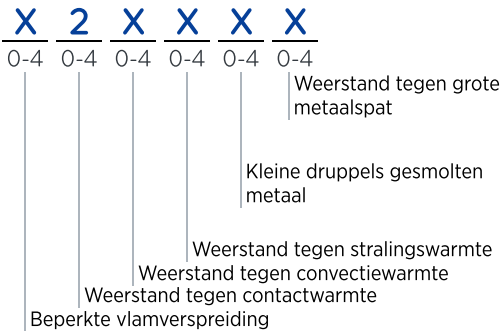 X 2 X X X X
0-4 0-4 0-4 0-4 0-4 0-4
Weerstand tegen grote
metaalspat
Kleine druppels gesmolten
metaal
Weerstand tegen stralingswarmte
Weerstand tegen convectiewarmte
Weerstand tegen contactwarmte
Beperkte vlamverspreiding